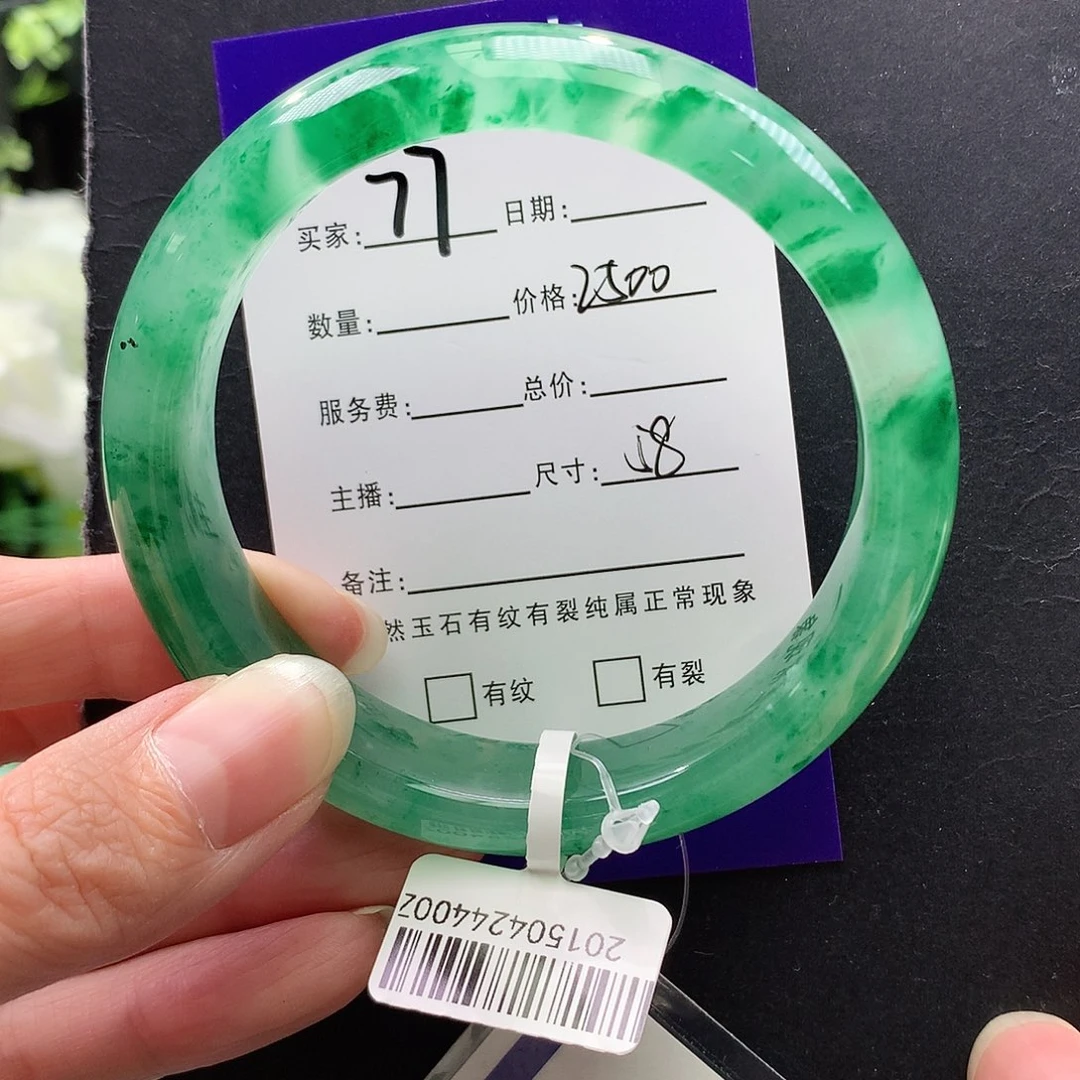 买家: 77 日期:
数量: 价格: 2500
服务费: 总价:
主播: 尺寸: 58
备注:
然玉石有纹有裂纯属正常现象
□ 有纹 □ 有裂
201504244007